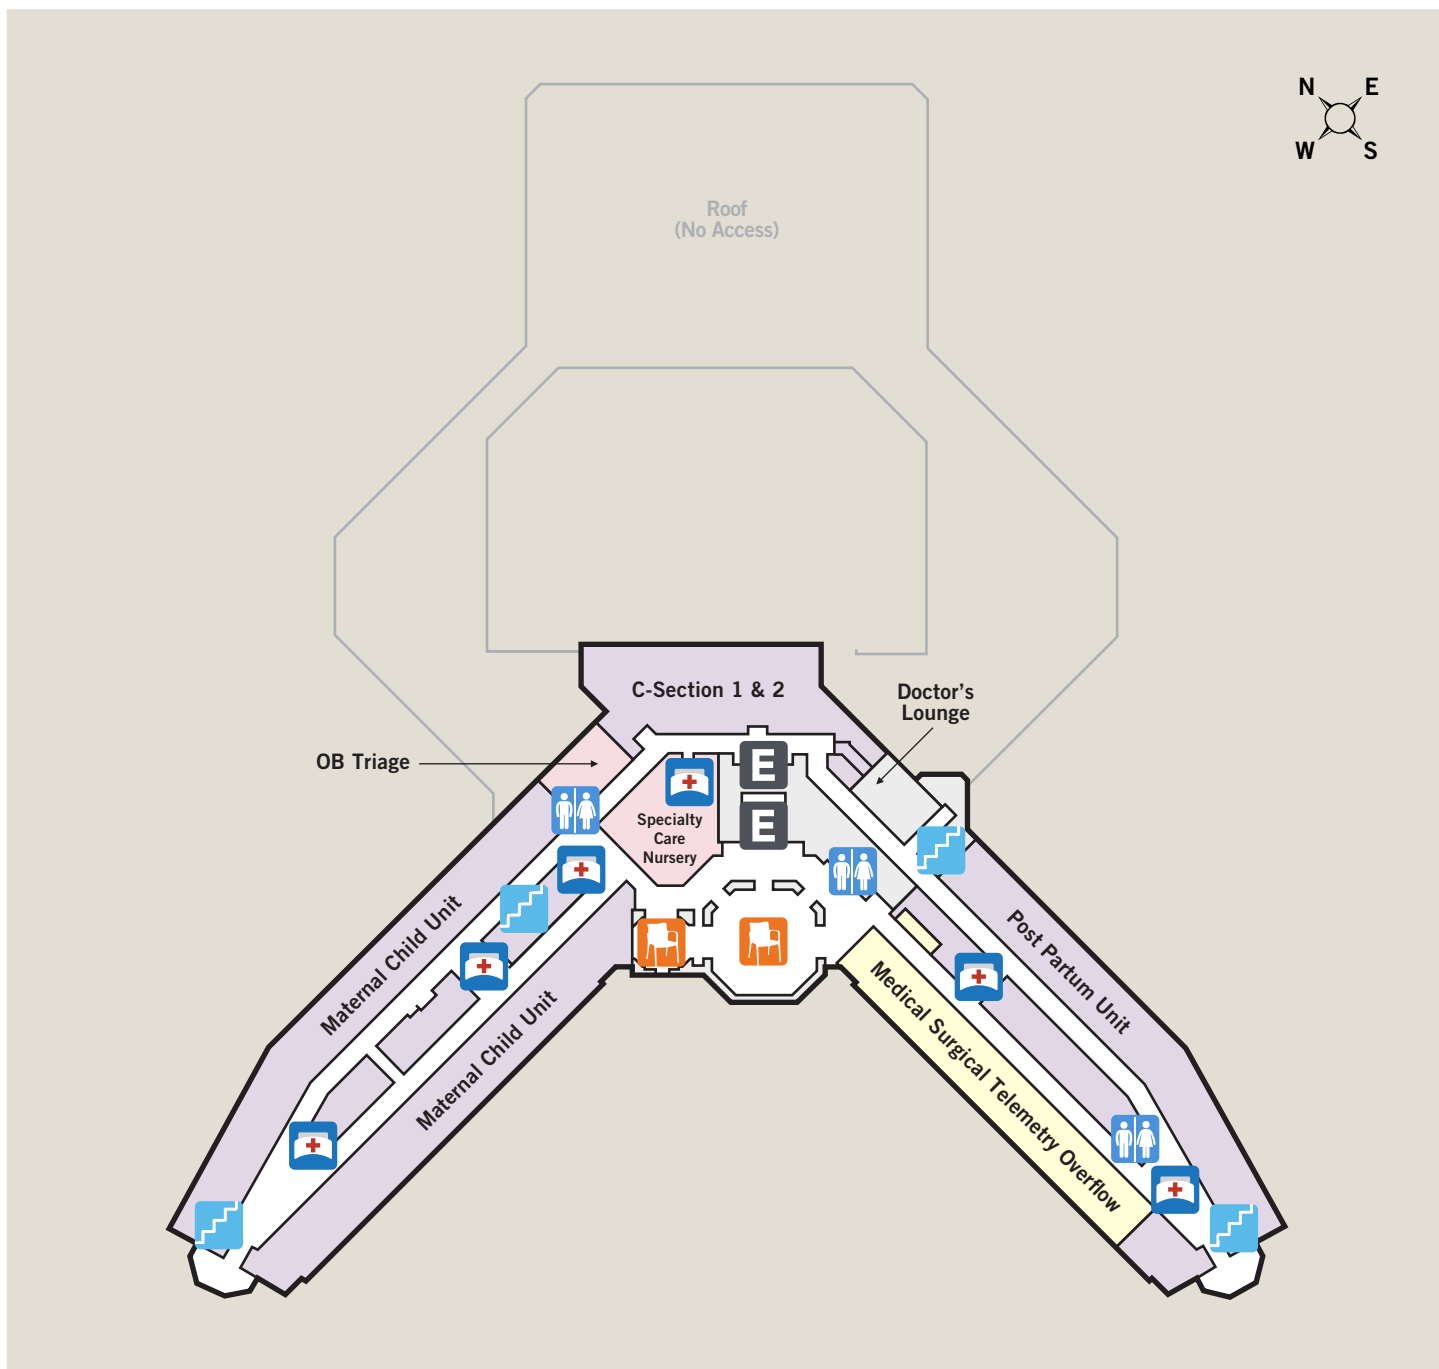 N E
W S
Roof
(No Access)
C-Section 1 & 2
Doctor's
Lounge
OB Triage
E
E
Specialty
Care
Nursery
Maternal Child Unit
Maternal Child Unit
Post Partum Unit
Medical Surgical Telemetry Overflow